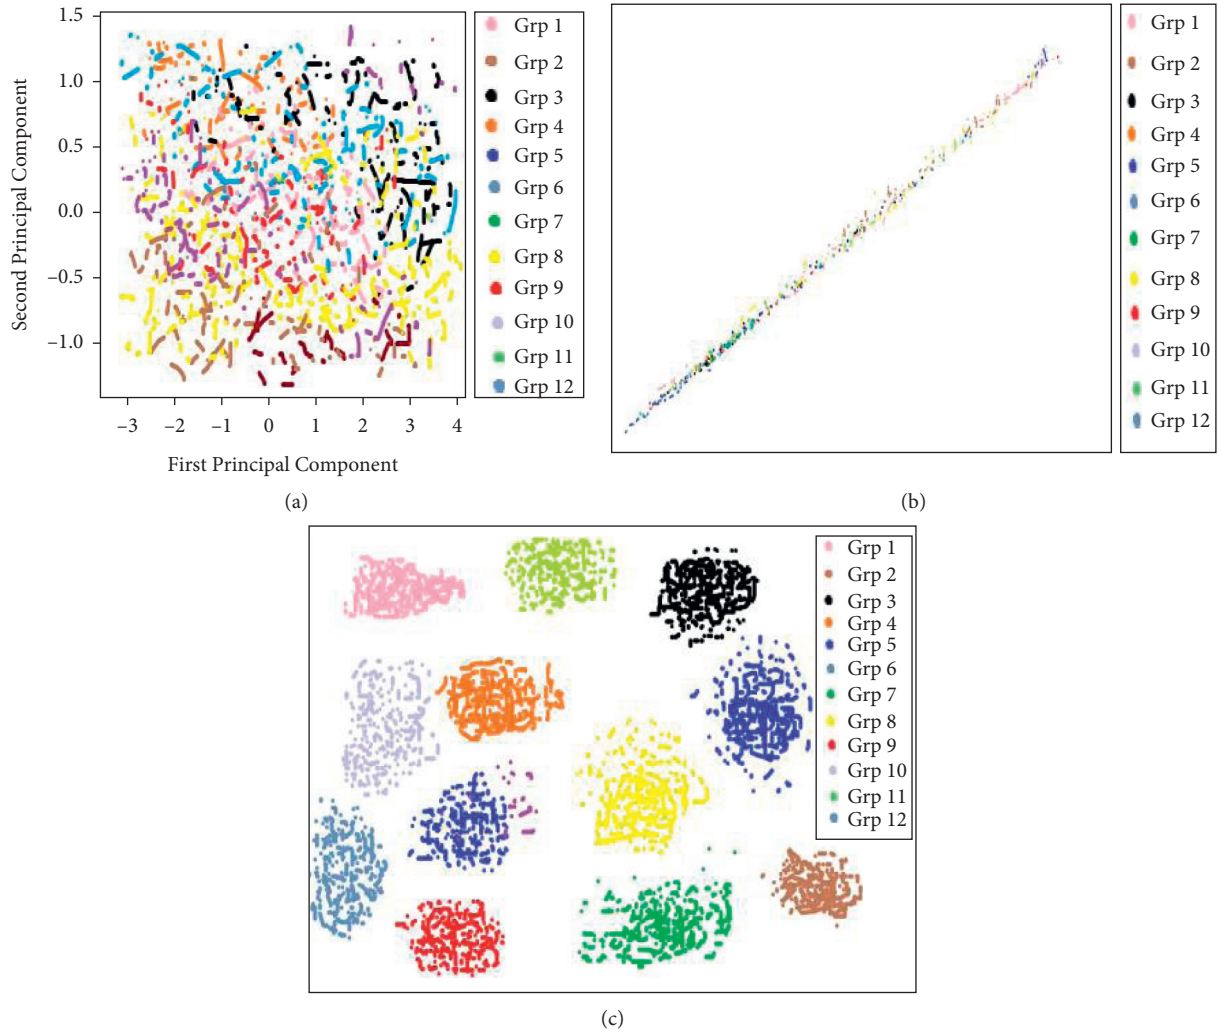 Second Principal Component
1.5
1.0
0.5
0.0
−0.5
−1.0
−3 −2 −1 0 1 2 3 4
First Principal Component
Grp 1
Grp 2
Grp 3
Grp 4
Grp 5
Grp 6
Grp 7
Grp 8
Grp 9
Grp 10
Grp 11
Grp 12
(a)
Grp 1
Grp 2
Grp 3
Grp 4
Grp 5
Grp 6
Grp 7
Grp 8
Grp 9
Grp 10
Grp 11
Grp 12
(b)
Grp 1
Grp 2
Grp 3
Grp 4
Grp 5
Grp 6
Grp 7
Grp 8
Grp 9
Grp 10
Grp 11
Grp 12
(c)